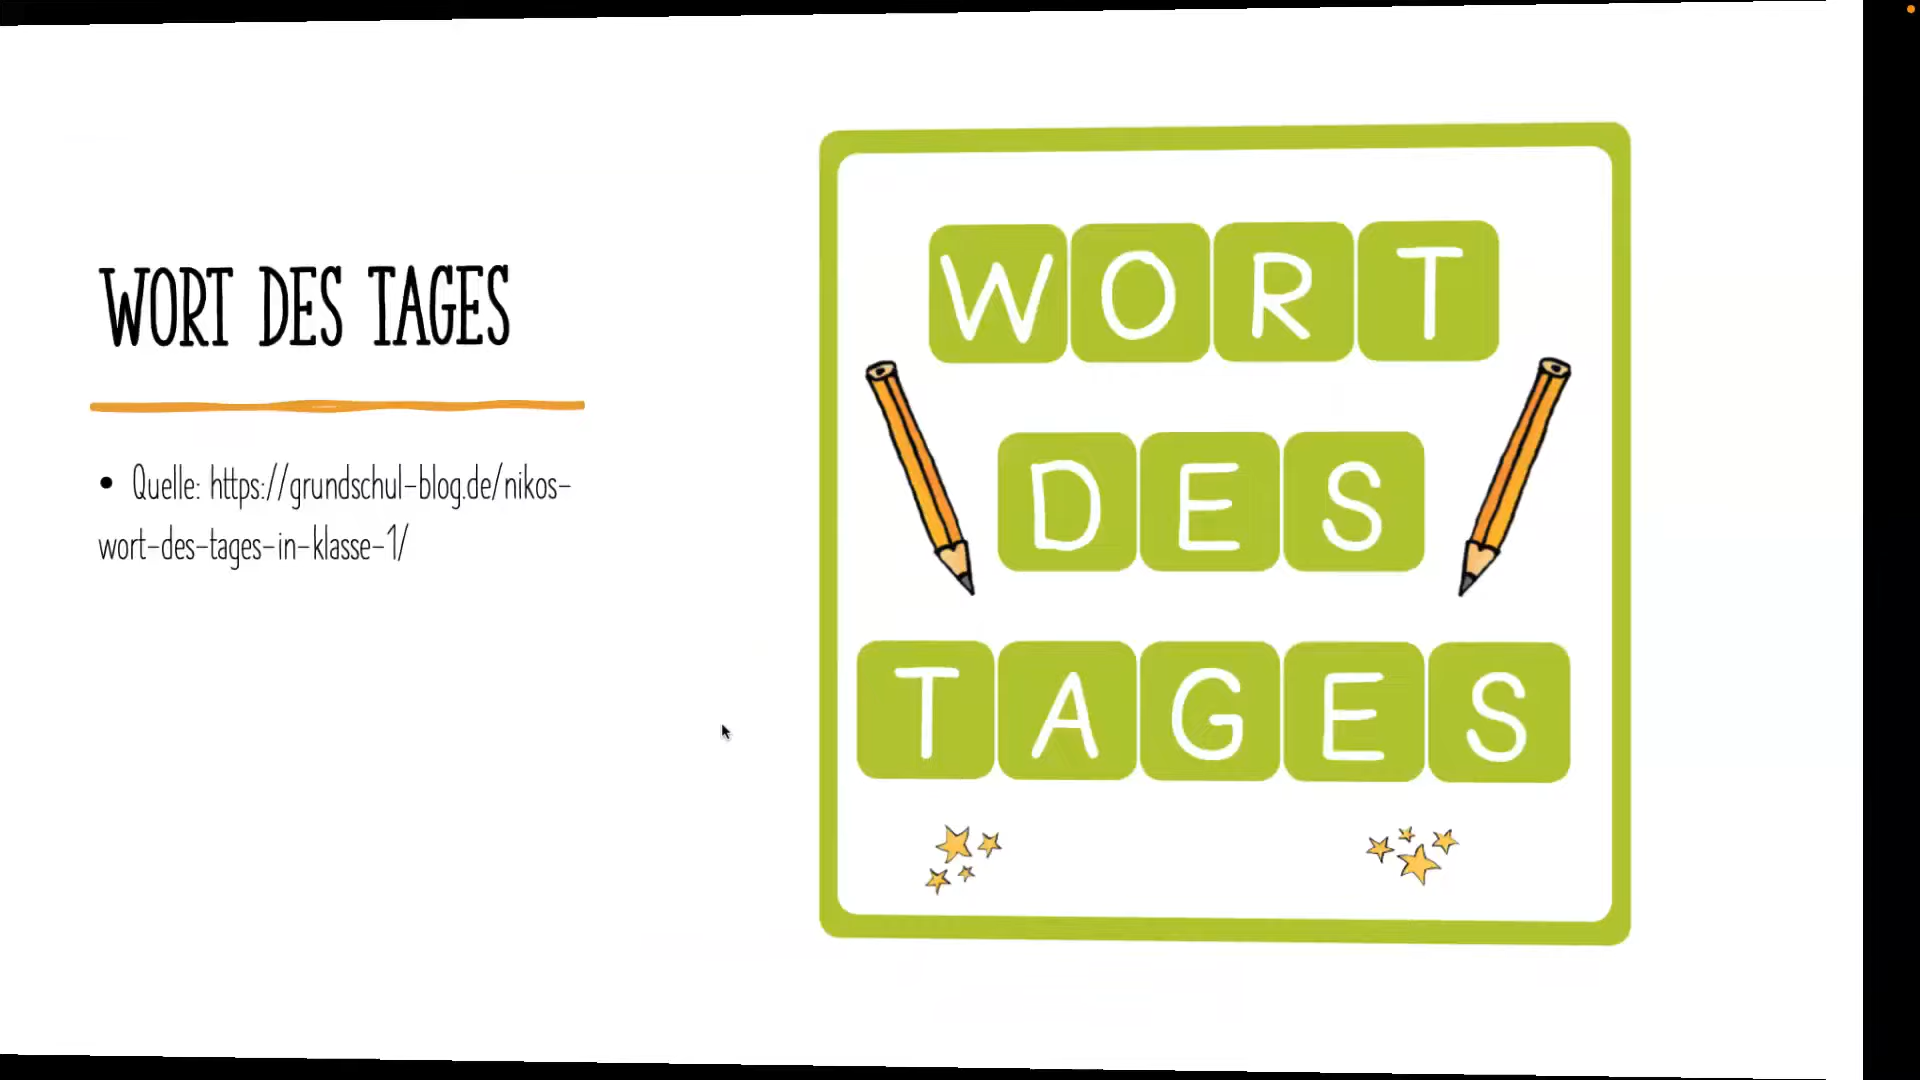 WORT DES TAGES
• Quelle: https://grundschul-blog.de/nikos-
wort-des-tages-in-klasse-1/
WORT
DES
TAGES